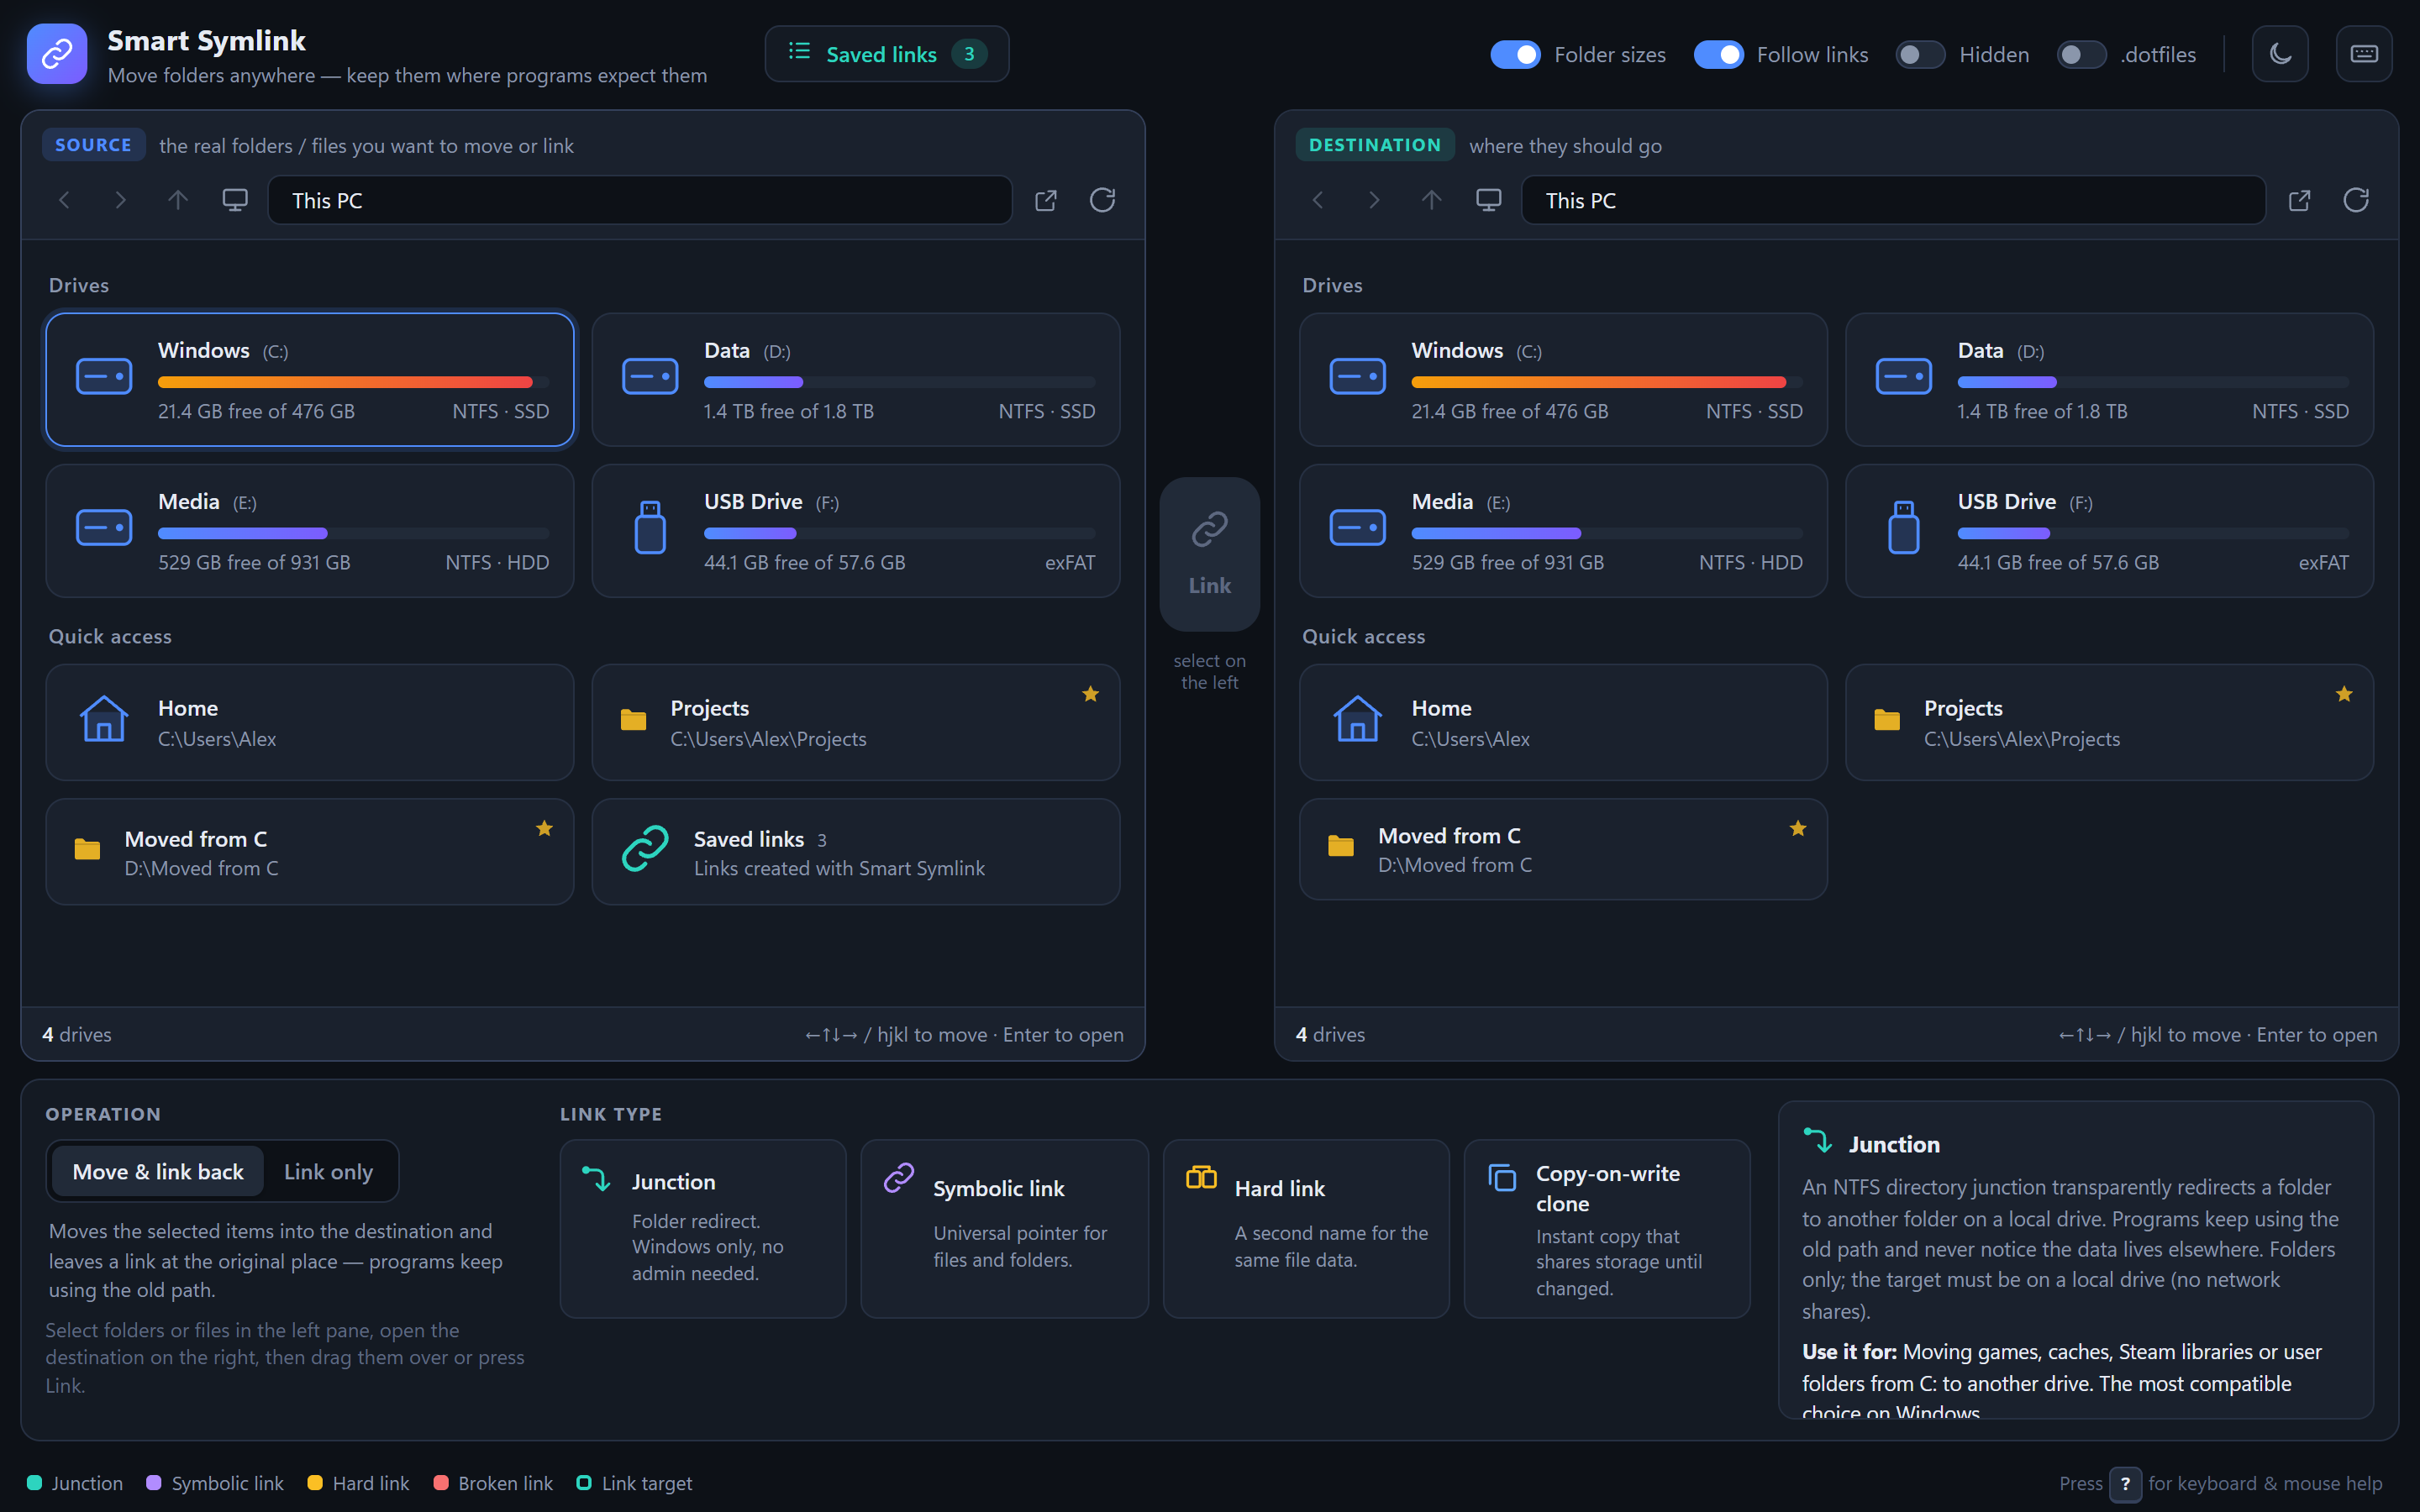 Smart Symlink
Move folders anywhere — keep them where programs expect them
Saved links 3
Folder sizes
Follow links
Hidden
.dotfiles
SOURCE the real folders / files you want to move or link
This PC
Drives
Windows (C:)
21.4 GB free of 476 GB NTFS · SSD
Data (D:)
1.4 TB free of 1.8 TB NTFS · SSD
Media (E:)
529 GB free of 931 GB NTFS · HDD
USB Drive (F:)
44.1 GB free of 57.6 GB exFAT
Quick access
Home
C:\Users\Alex
Projects
C:\Users\Alex\Projects
Moved from C
D:\Moved from C
Saved links 3
Links created with Smart Symlink
4 drives
←↑↓→ / hjkl to move · Enter to open
Link
select on
the left
DESTINATION where they should go
This PC
Drives
Windows (C:)
21.4 GB free of 476 GB NTFS · SSD
Data (D:)
1.4 TB free of 1.8 TB NTFS · SSD
Media (E:)
529 GB free of 931 GB NTFS · HDD
USB Drive (F:)
44.1 GB free of 57.6 GB exFAT
Quick access
Home
C:\Users\Alex
Projects
C:\Users\Alex\Projects
Moved from C
D:\Moved from C
4 drives
←↑↓→ / hjkl to move · Enter to open
OPERATION
Move & link back
Link only
Moves the selected items into the destination and
leaves a link at the original place — programs keep
using the old path.
Select folders or files in the left pane, open the
destination on the right, then drag them over or press
Link.
LINK TYPE
Junction
Folder redirect.
Windows only, no
admin needed.
Symbolic link
Universal pointer for
files and folders.
Hard link
A second name for the
same file data.
Copy-on-write
clone
Instant copy that
shares storage until
changed.
Junction
An NTFS directory junction transparently redirects a folder
to another folder on a local drive. Programs keep using the
old path and never notice the data lives elsewhere. Folders
only; the target must be on a local drive (no network
shares).
Use it for: Moving games, caches, Steam libraries or user
folders from C: to another drive. The most compatible
choice on Windows
Junction
Symbolic link
Hard link
Broken link
Link target
Press ? for keyboard & mouse help